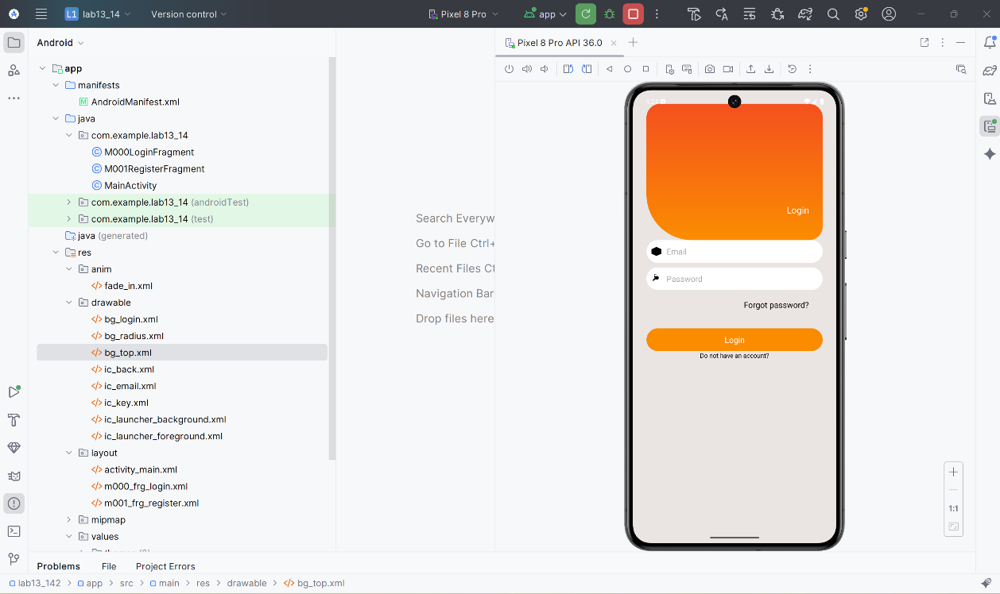 L1 lab13_14 Version control Pixel 8 Pro app
Android
Pixel 8 Pro API 36.0
app
manifests
AndroidManifest.xml
java
com.example.lab13_14
M000LoginFragment
M001RegisterFragment
MainActivity
com.example.lab13_14 (androidTest)
com.example.lab13_14 (test)
java (generated)
res
anim
fade_in.xml
drawable
bg_login.xml
bg_radius.xml
bg_top.xml
ic_back.xml
ic_email.xml
ic_key.xml
ic_launcher_background.xml
ic_launcher_foreground.xml
layout
activity_main.xml
m000_frg_login.xml
m001_frg_register.xml
mipmap
values
Search Everyw
Go to File Ctrl+
Recent Files Ct
Navigation Bar
Drop files here
Login
Email
Password
Forgot password?
Login
Do not have an account?
1:1
Problems File Project Errors
lab13_142 > app > src > main > res > drawable > bg_top.xml